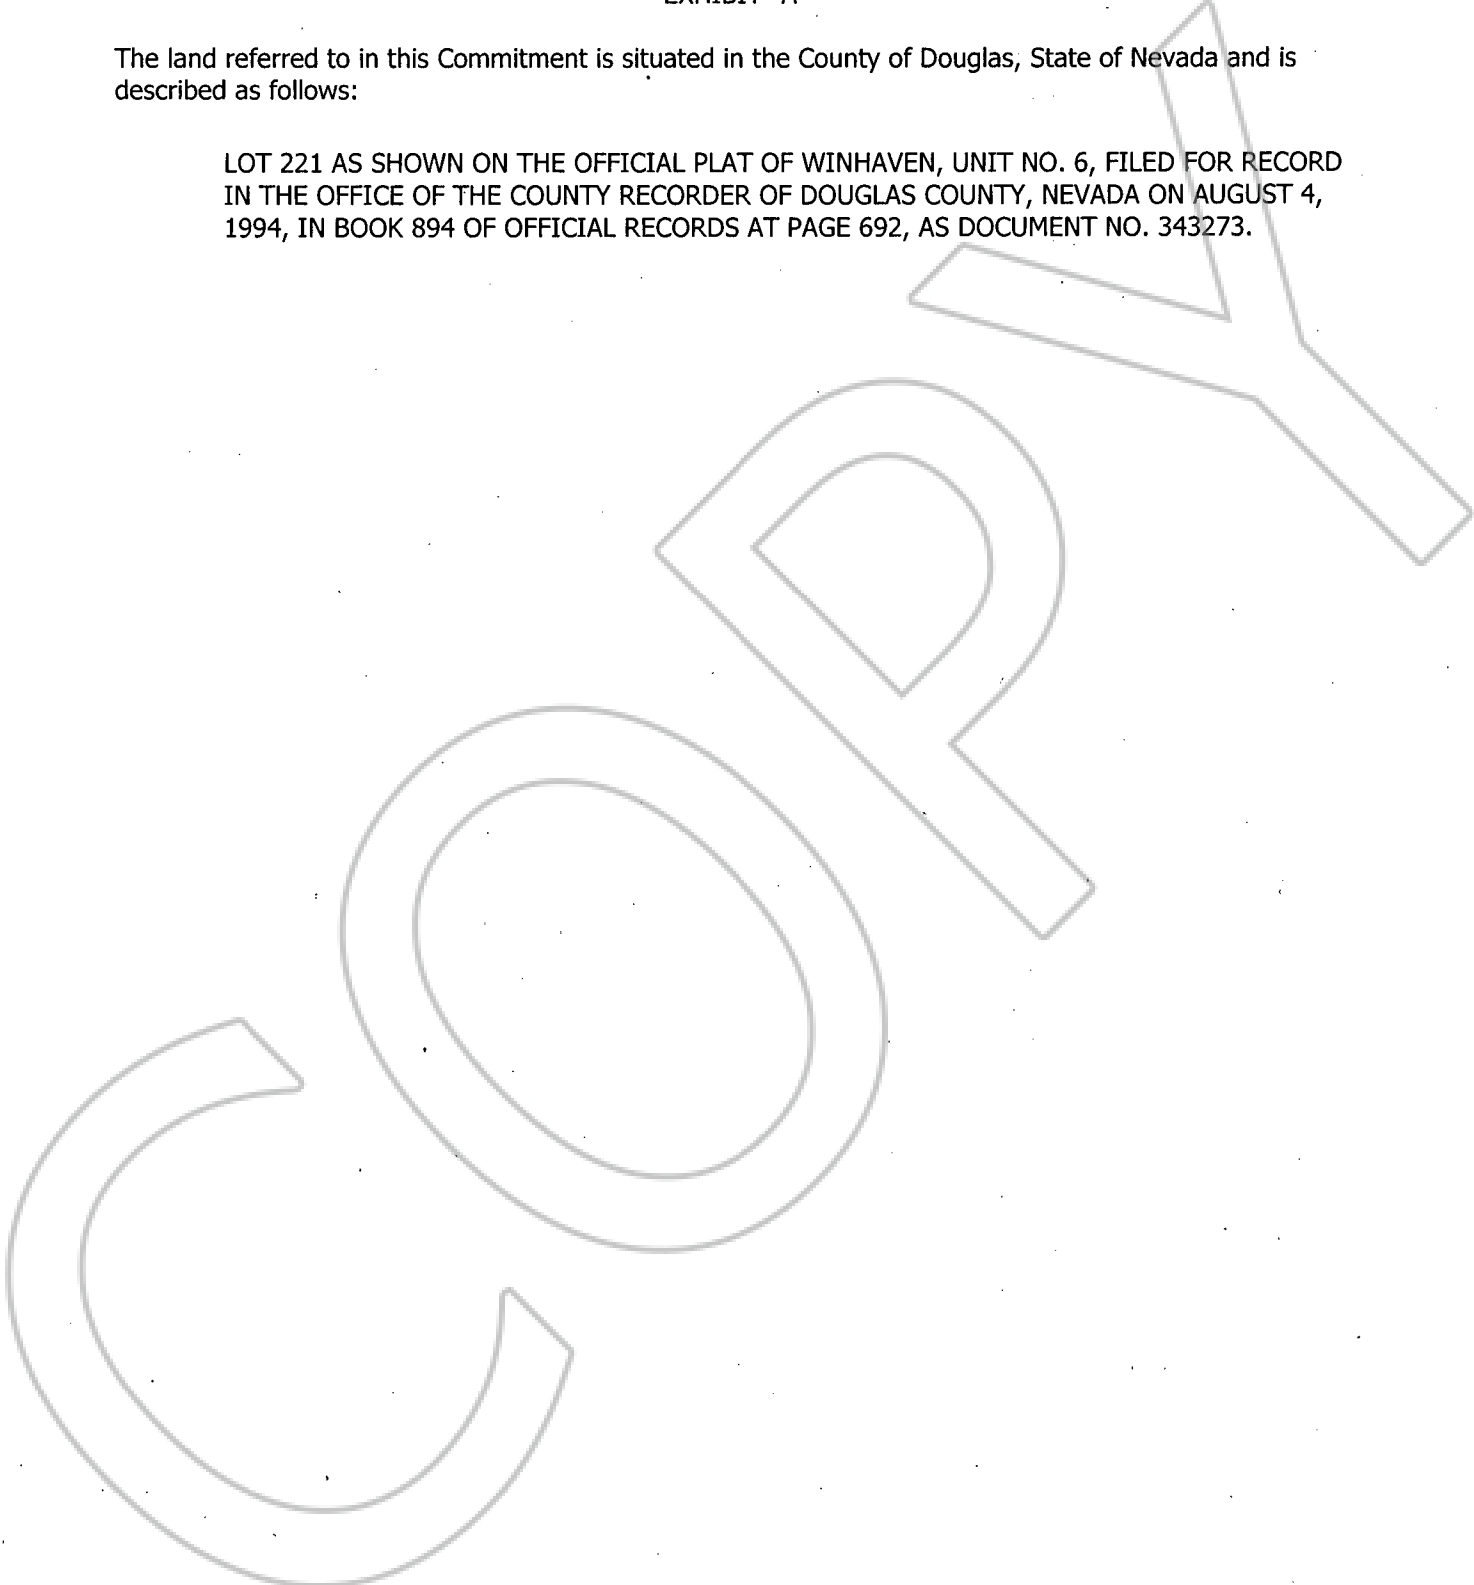 EXHIBIT "A"
The land referred to in this Commitment is situated in the County of Douglas, State of Nevada and is
described as follows:
LOT 221 AS SHOWN ON THE OFFICIAL PLAT OF WINHAVEN, UNIT NO. 6, FILED FOR RECORD
IN THE OFFICE OF THE COUNTY RECORDER OF DOUGLAS COUNTY, NEVADA ON AUGUST 4,
1994, IN BOOK 894 OF OFFICIAL RECORDS AT PAGE 692, AS DOCUMENT NO. 343273.
COPY